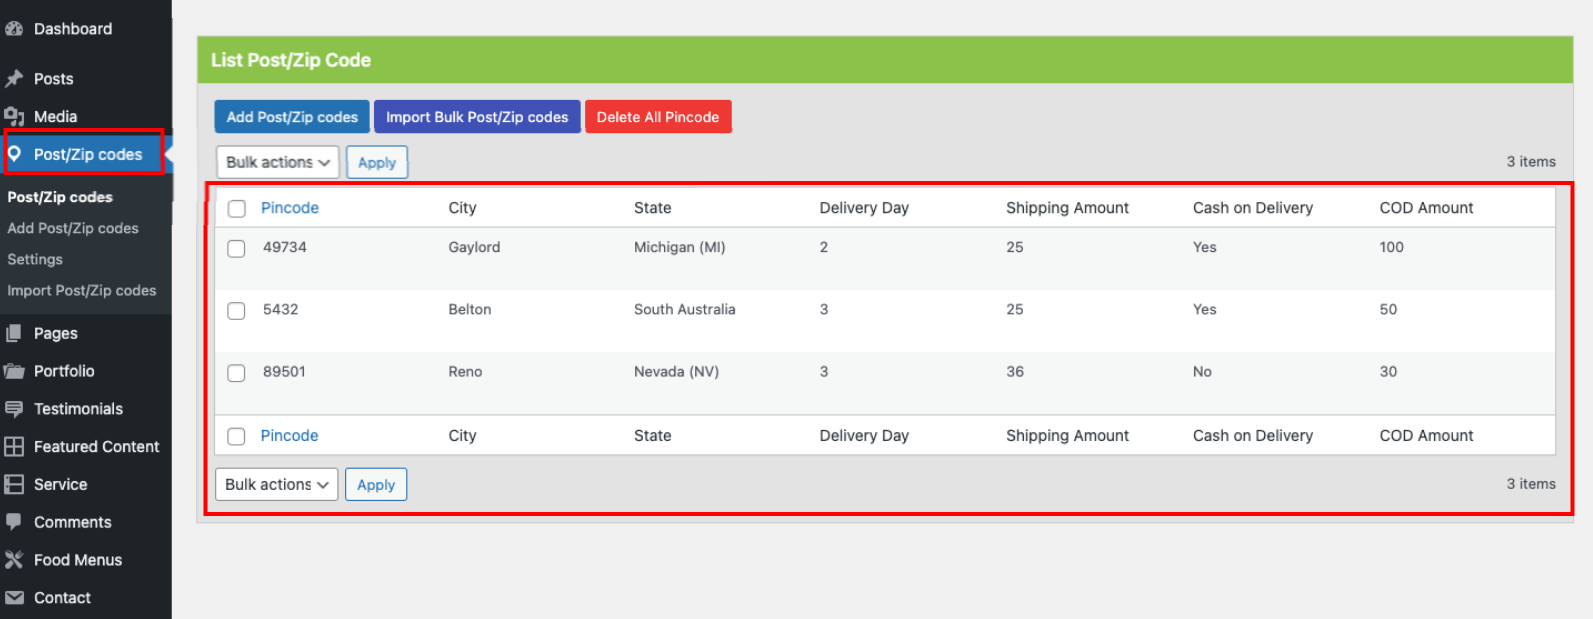 Dashboard
Posts
Media
Post/Zip codes
Post/Zip codes
Add Post/Zip codes
Settings
Import Post/Zip codes
Pages
Portfolio
Testimonials
Featured Content
Service
Comments
Food Menus
Contact
List Post/Zip Code
Add Post/Zip codes Import Bulk Post/Zip codes Delete All Pincode
Bulk actions Apply 3 items
Pincode City State Delivery Day Shipping Amount Cash on Delivery COD Amount
49734 Gaylord Michigan (MI) 2 25 Yes 100
5432 Belton South Australia 3 25 Yes 50
89501 Reno Nevada (NV) 3 36 No 30
Pincode City State Delivery Day Shipping Amount Cash on Delivery COD Amount
Bulk actions Apply 3 items